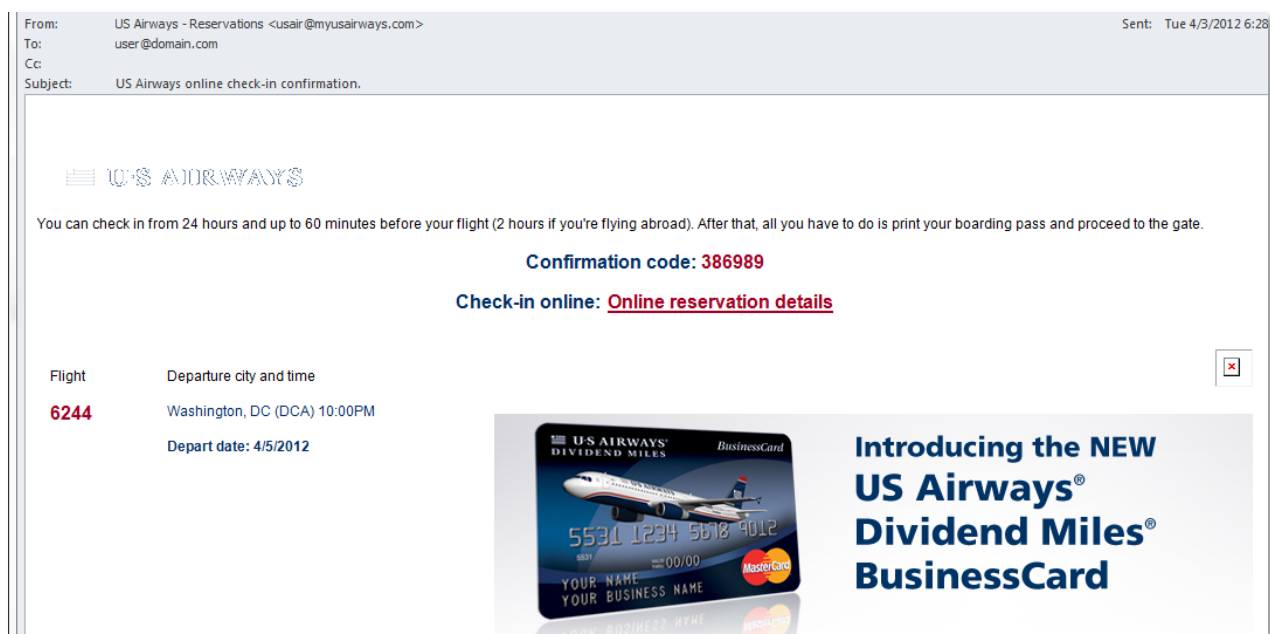 From: US Airways - Reservations <usair@myusairways.com> Sent: Tue 4/3/2012 6:28
To: user@domain.com
Cc:
Subject: US Airways online check-in confirmation.
U·S AIRWAYS
You can check in from 24 hours and up to 60 minutes before your flight (2 hours if you're flying abroad). After that, all you have to do is print your boarding pass and proceed to the gate.
Confirmation code: 386989
Check-in online: Online reservation details
Flight Departure city and time
6244 Washington, DC (DCA) 10:00PM
Depart date: 4/5/2012
U·S AIRWAYS® BusinessCard
DIVIDEND MILES
5531 1234 5678 9012
5531 VALID THRU 00/00
MasterCard
YOUR NAME
YOUR BUSINESS NAME
Introducing the NEW
US Airways®
Dividend Miles®
BusinessCard